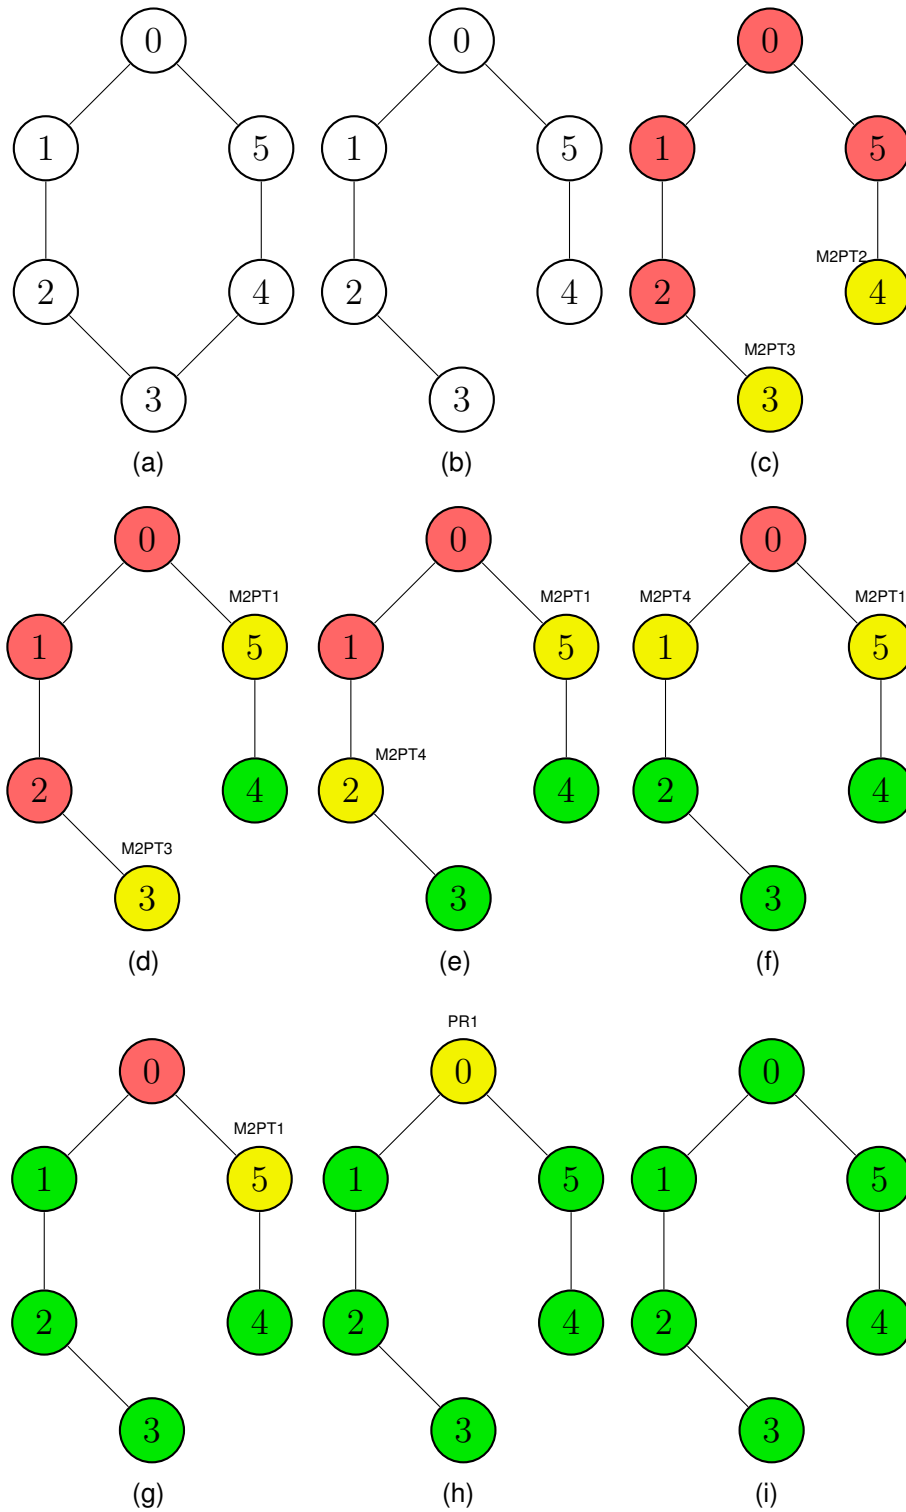 0 0 0
1 5 1 5 1 5
M2PT2
2 4 2 4 2 4
M2PT3
3 3 3
(a) (b) (c)
0 0 0
M2PT1 M2PT1 M2PT4 M2PT1
1 5 1 5 1 5
M2PT4
2 4 2 4 2 4
M2PT3
3 3 3
(d) (e) (f)
PR1
0 0 0
M2PT1
1 5 1 5 1 5
2 4 2 4 2 4
3 3 3
(g) (h) (i)